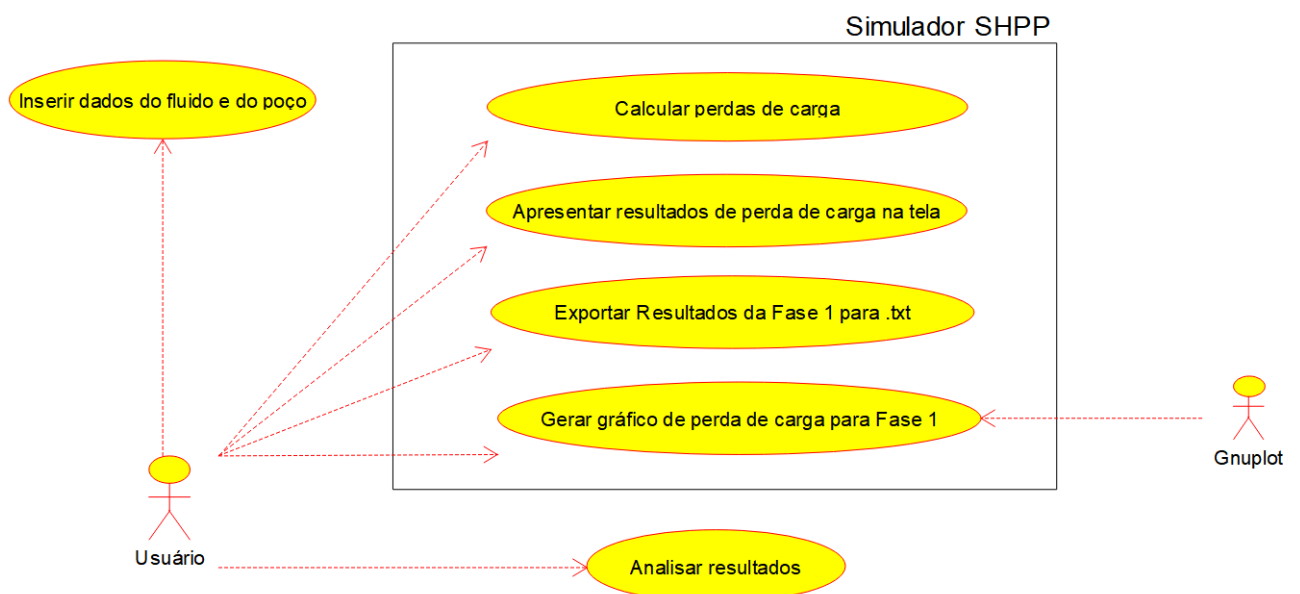 Simulador SHPP
Inserir dados do fluido e do poço
Calcular perdas de carga
Apresentar resultados de perda de carga na tela
Exportar Resultados da Fase 1 para .txt
Gerar gráfico de perda de carga para Fase 1
Gnuplot
Usuário
Analisar resultados